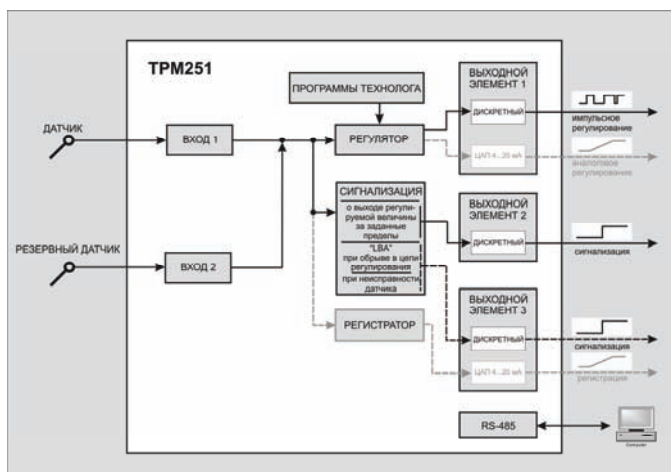 ТРМ251
ПРОГРАММЫ ТЕХНОЛОГА
ВЫХОДНОЙ
ЭЛЕМЕНТ 1
ДИСКРЕТНЫЙ
ЦАП 4...20 мА
импульсное
регулирование
аналоговое
регулирование
ДАТЧИК
ВХОД 1
РЕГУЛЯТОР
СИГНАЛИЗАЦИЯ
о выходе регули-
руемой величины
за заданные
пределы
"LBA"
при обрыве в цепи
регулирования
при неисправности
датчика
ВЫХОДНОЙ
ЭЛЕМЕНТ 2
ДИСКРЕТНЫЙ
сигнализация
РЕЗЕРВНЫЙ ДАТЧИК
ВХОД 2
РЕГИСТРАТОР
ВЫХОДНОЙ
ЭЛЕМЕНТ 3
ДИСКРЕТНЫЙ
ЦАП 4...20 мА
сигнализация
регистрация
RS-485
Computer